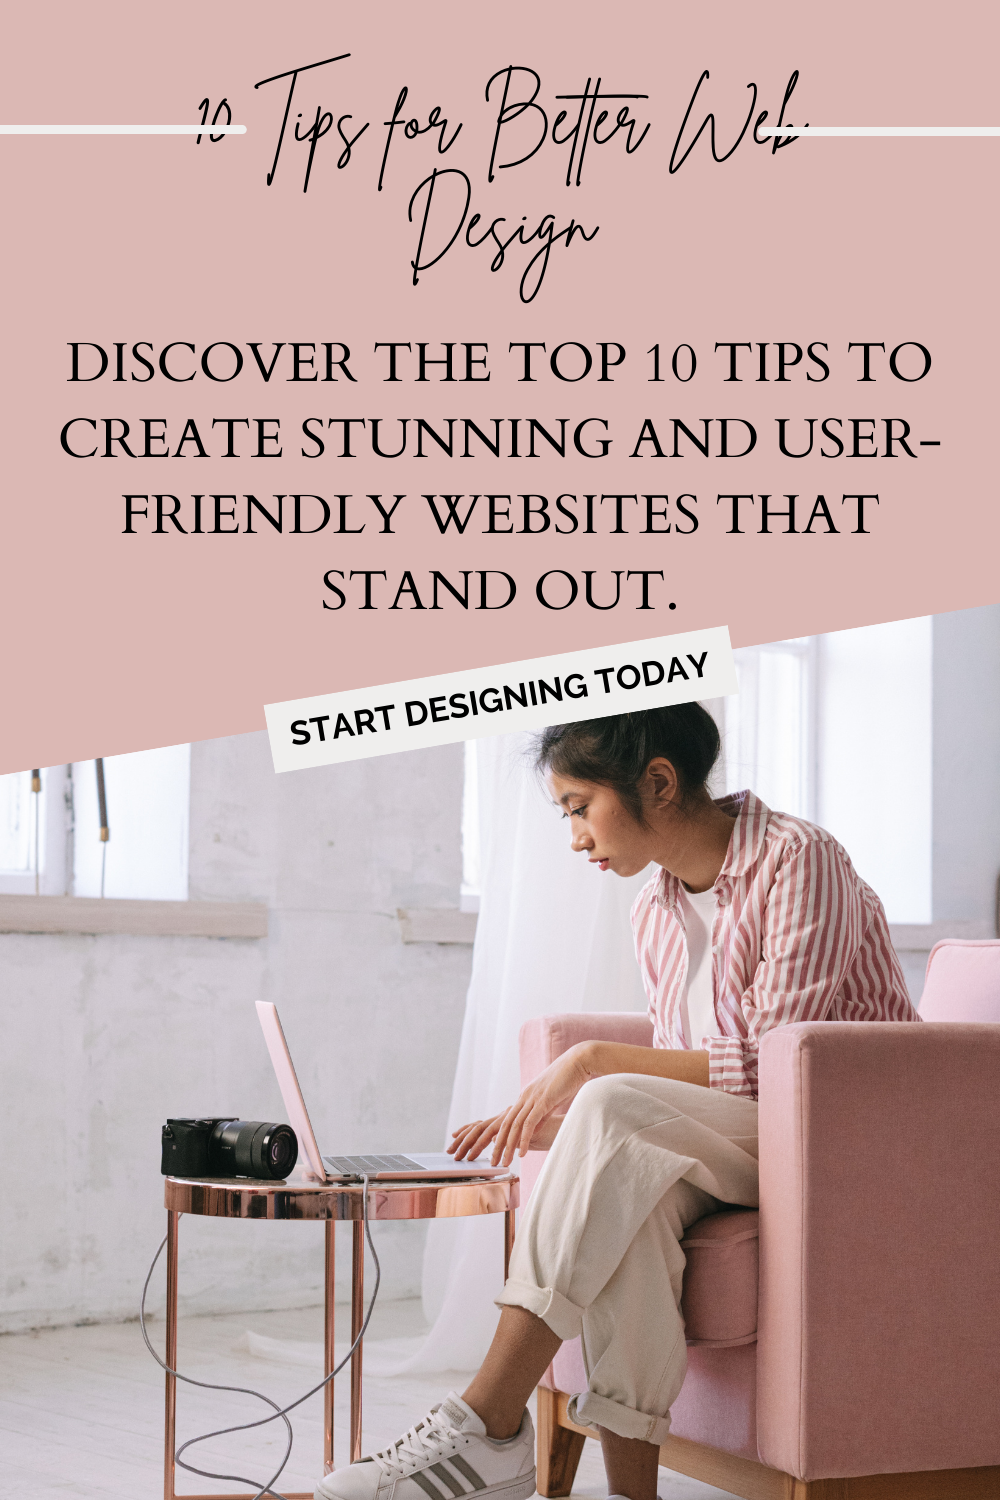 10 Tips for Better Web
Design
DISCOVER THE TOP 10 TIPS TO
CREATE STUNNING AND USER-
FRIENDLY WEBSITES THAT
STAND OUT.
START DESIGNING TODAY